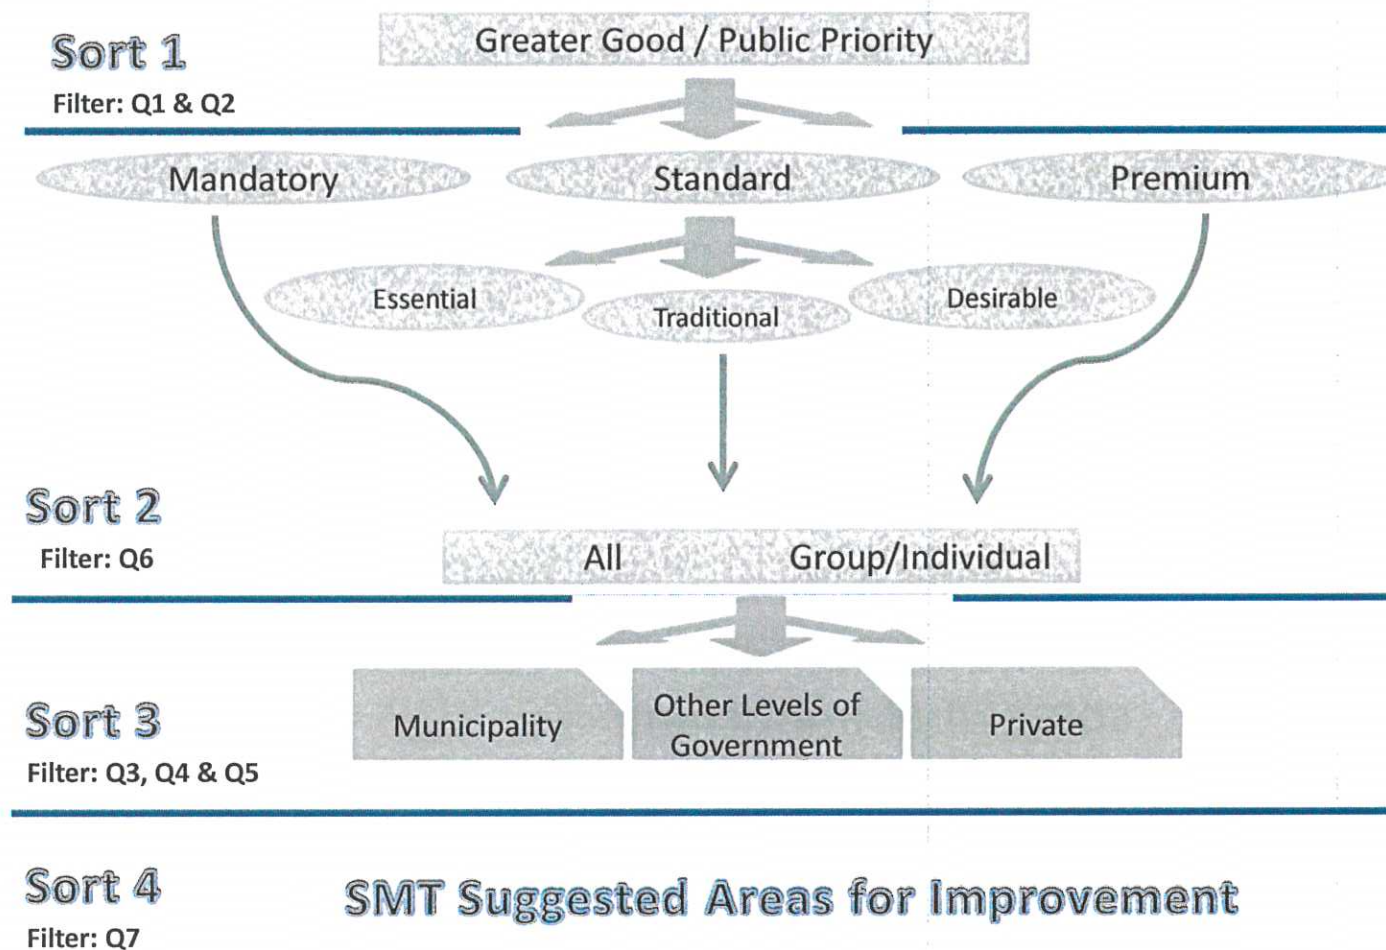 Sort 1
Greater Good / Public Priority
Filter: Q1 & Q2
Mandatory
Standard
Premium
Essential
Traditional
Desirable
Sort 2
Filter: Q6
All
Group/Individual
Sort 3
Filter: Q3, Q4 & Q5
Municipality
Other Levels of
Government
Private
Sort 4
Filter: Q7
SMT Suggested Areas for Improvement